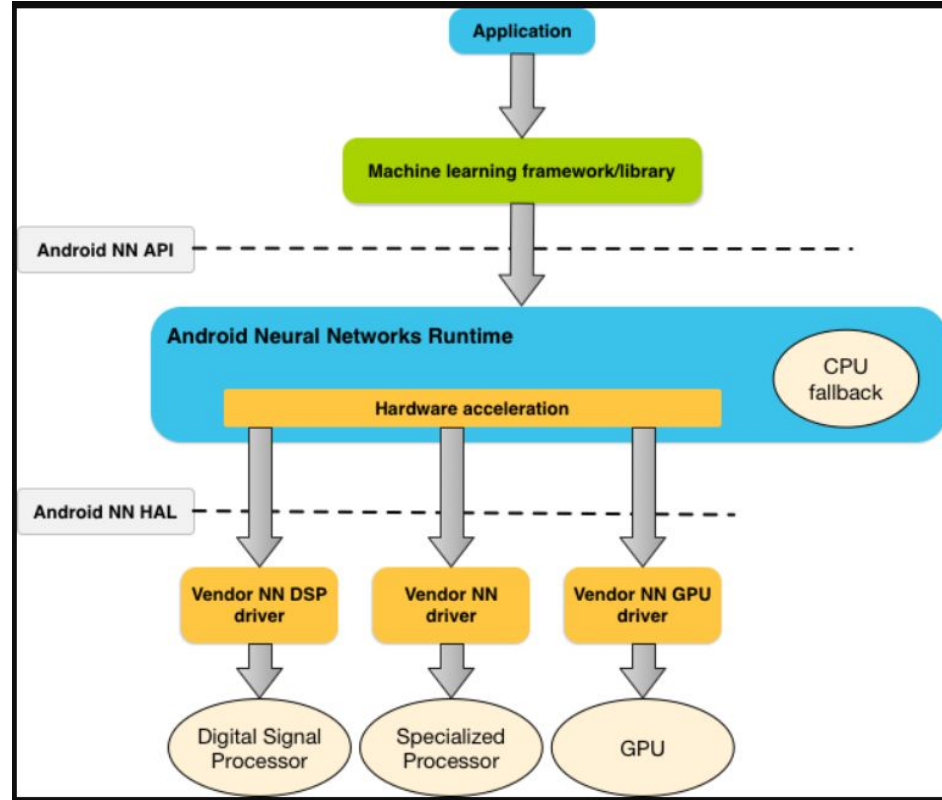 Application
Machine learning framework/library
Android NN API
Android Neural Networks Runtime
CPU
fallback
Hardware acceleration
Android NN HAL
Vendor NN DSP
driver
Vendor NN
driver
Vendor NN GPU
driver
Digital Signal
Processor
Specialized
Processor
GPU